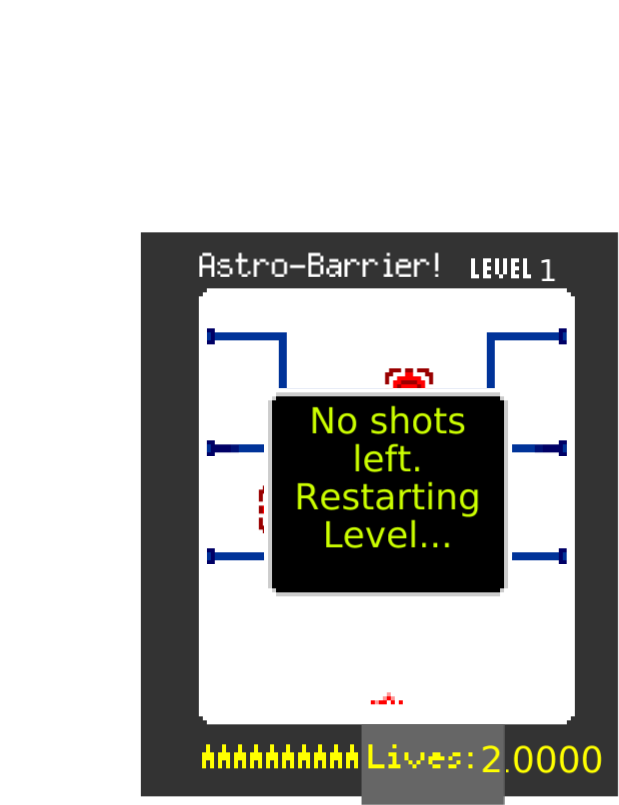 Astro-Barrier! LEVEL 1
No shots
left.
Restarting
Level...
Lives:2.0000